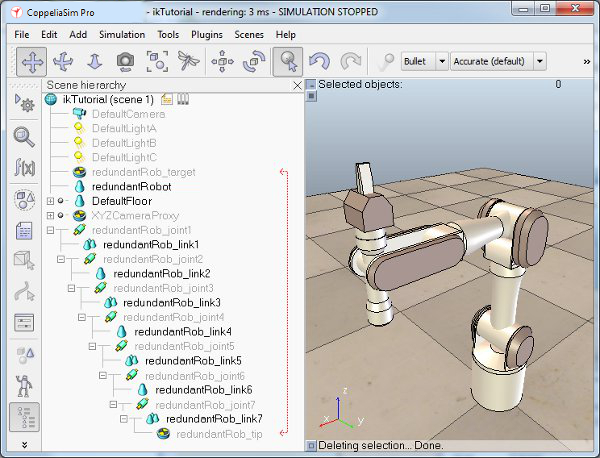 CoppeliaSim Pro - ikTutorial - rendering: 3 ms - SIMULATION STOPPED
File Edit Add Simulation Tools Plugins Scenes Help
Bullet Accurate (default) »
Scene hierarchy
Selected objects: 0
ikTutorial (scene 1)
DefaultCamera
DefaultLightA
DefaultLightB
DefaultLightC
redundantRob_target
redundantRobot
DefaultFloor
XYZCameraProxy
redundantRob_joint1
redundantRob_link1
redundantRob_joint2
redundantRob_link2
redundantRob_joint3
redundantRob_link3
redundantRob_joint4
redundantRob_link4
redundantRob_joint5
redundantRob_link5
redundantRob_joint6
redundantRob_link6
redundantRob_joint7
redundantRob_link7
redundantRob_tip
f(x)
z
x
y
Deleting selection... Done.